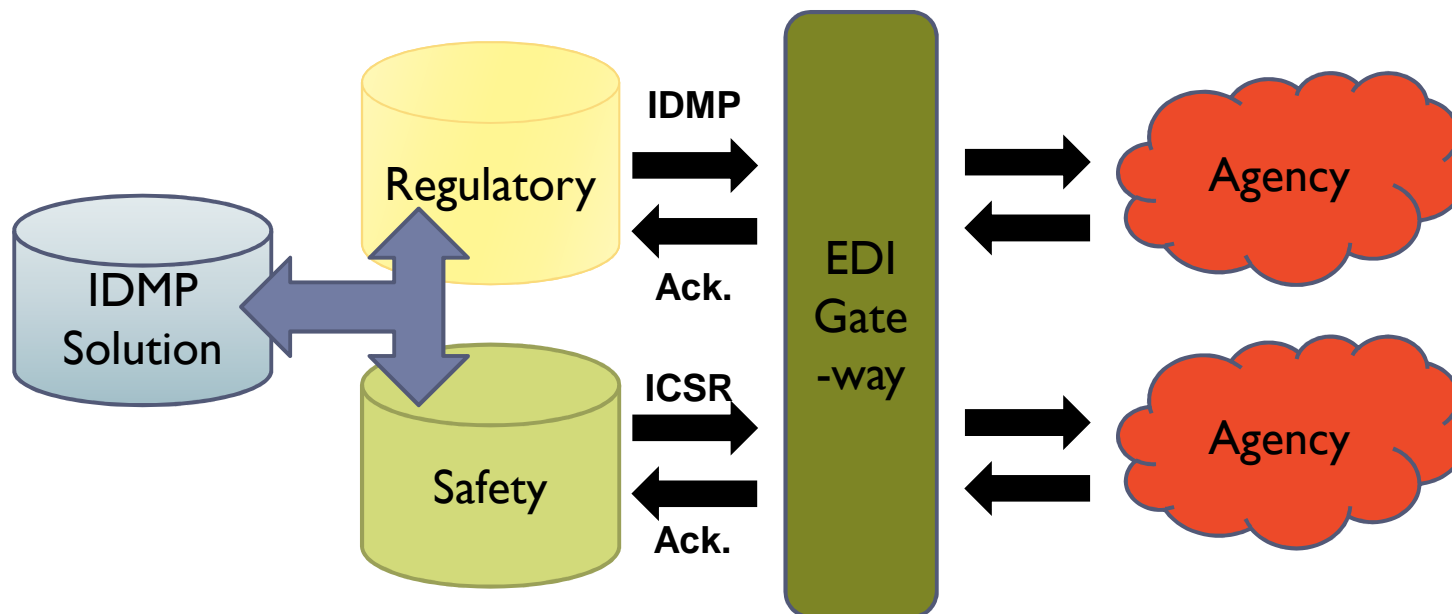 IDMP
Solution
Regulatory
Safety
IDMP
Ack.
ICSR
Ack.
EDI
Gate
-way
Agency
Agency